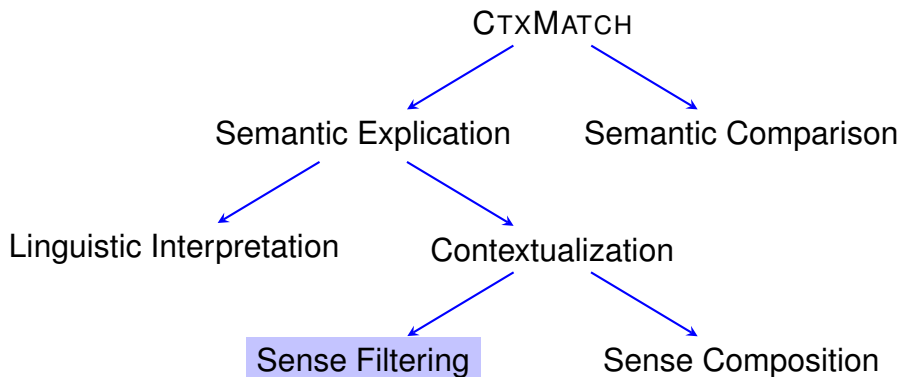 CTXMATCH
Semantic Explication Semantic Comparison
Linguistic Interpretation Contextualization
Sense Filtering Sense Composition